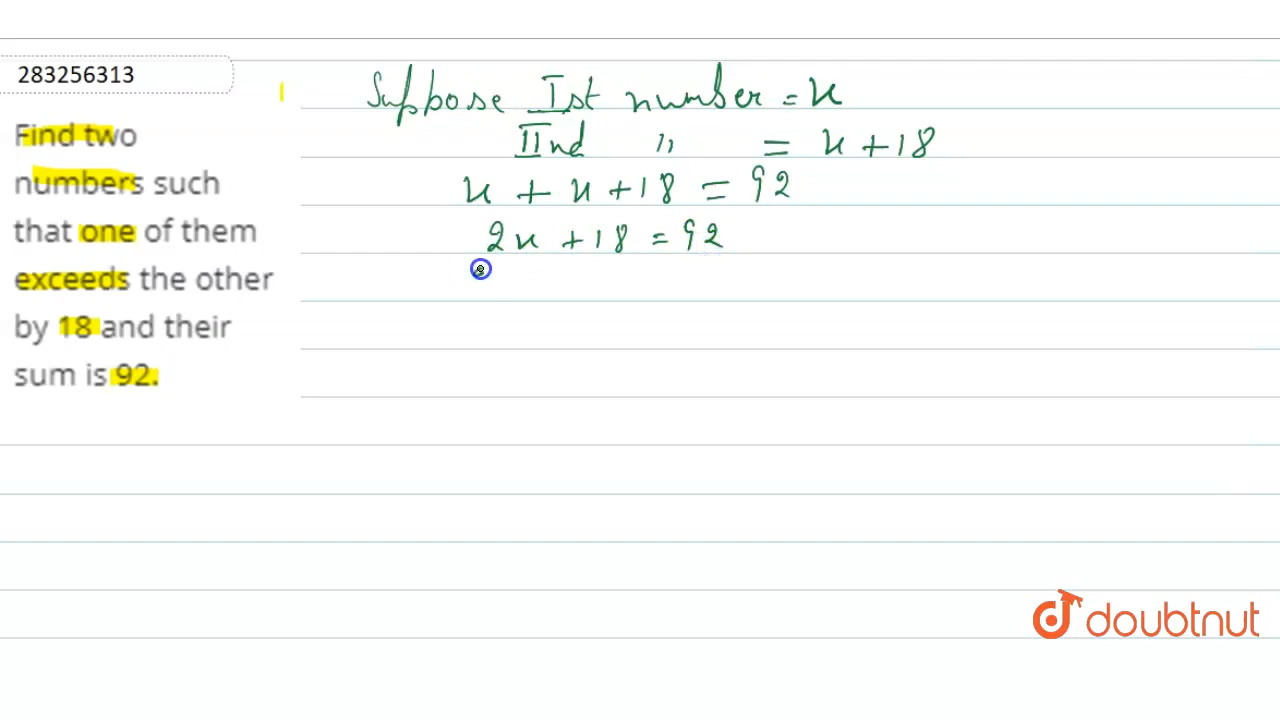 283256313
Find two
numbers such
that one of them
exceeds the other
by 18 and their
sum is 92.
Suppose Ist number = x
IInd " = x + 18
x + x + 18 = 92
2x + 18 = 92
doubtnut